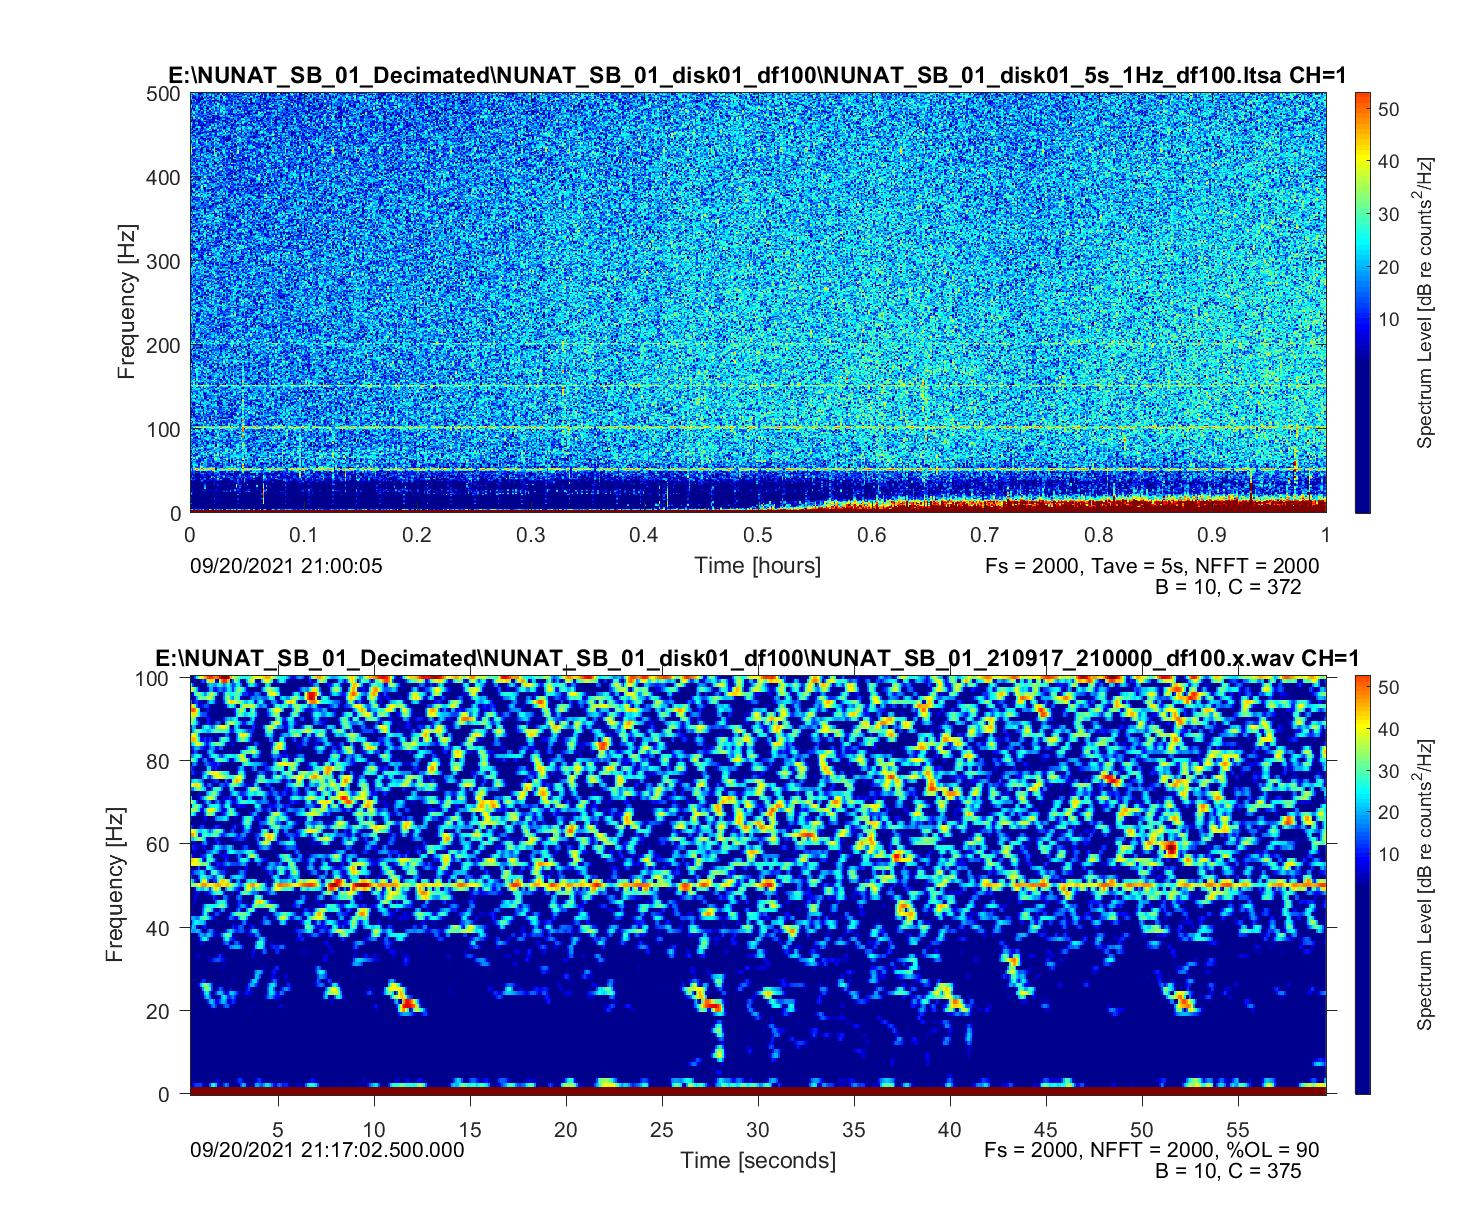 E:\NUNAT_SB_01_Decimated\NUNAT_SB_01_disk01_df100\NUNAT_SB_01_disk01_5s_1Hz_df100.ltsa CH=1
500
400
300
200
100
0
Frequency [Hz]
0 0.1 0.2 0.3 0.4 0.5 0.6 0.7 0.8 0.9 1
Time [hours]
09/20/2021 21:00:05
Fs = 2000, Tave = 5s, NFFT = 2000
B = 10, C = 372
50
40
30
20
10
Spectrum Level [dB re counts²/Hz]
E:\NUNAT_SB_01_Decimated\NUNAT_SB_01_disk01_df100\NUNAT_SB_01_210917_210000_df100.x.wav CH=1
100
80
60
40
20
0
Frequency [Hz]
5 10 15 20 25 30 35 40 45 50 55
Time [seconds]
09/20/2021 21:17:02.500.000
Fs = 2000, NFFT = 2000, %OL = 90
B = 10, C = 375
50
40
30
20
10
Spectrum Level [dB re counts²/Hz]